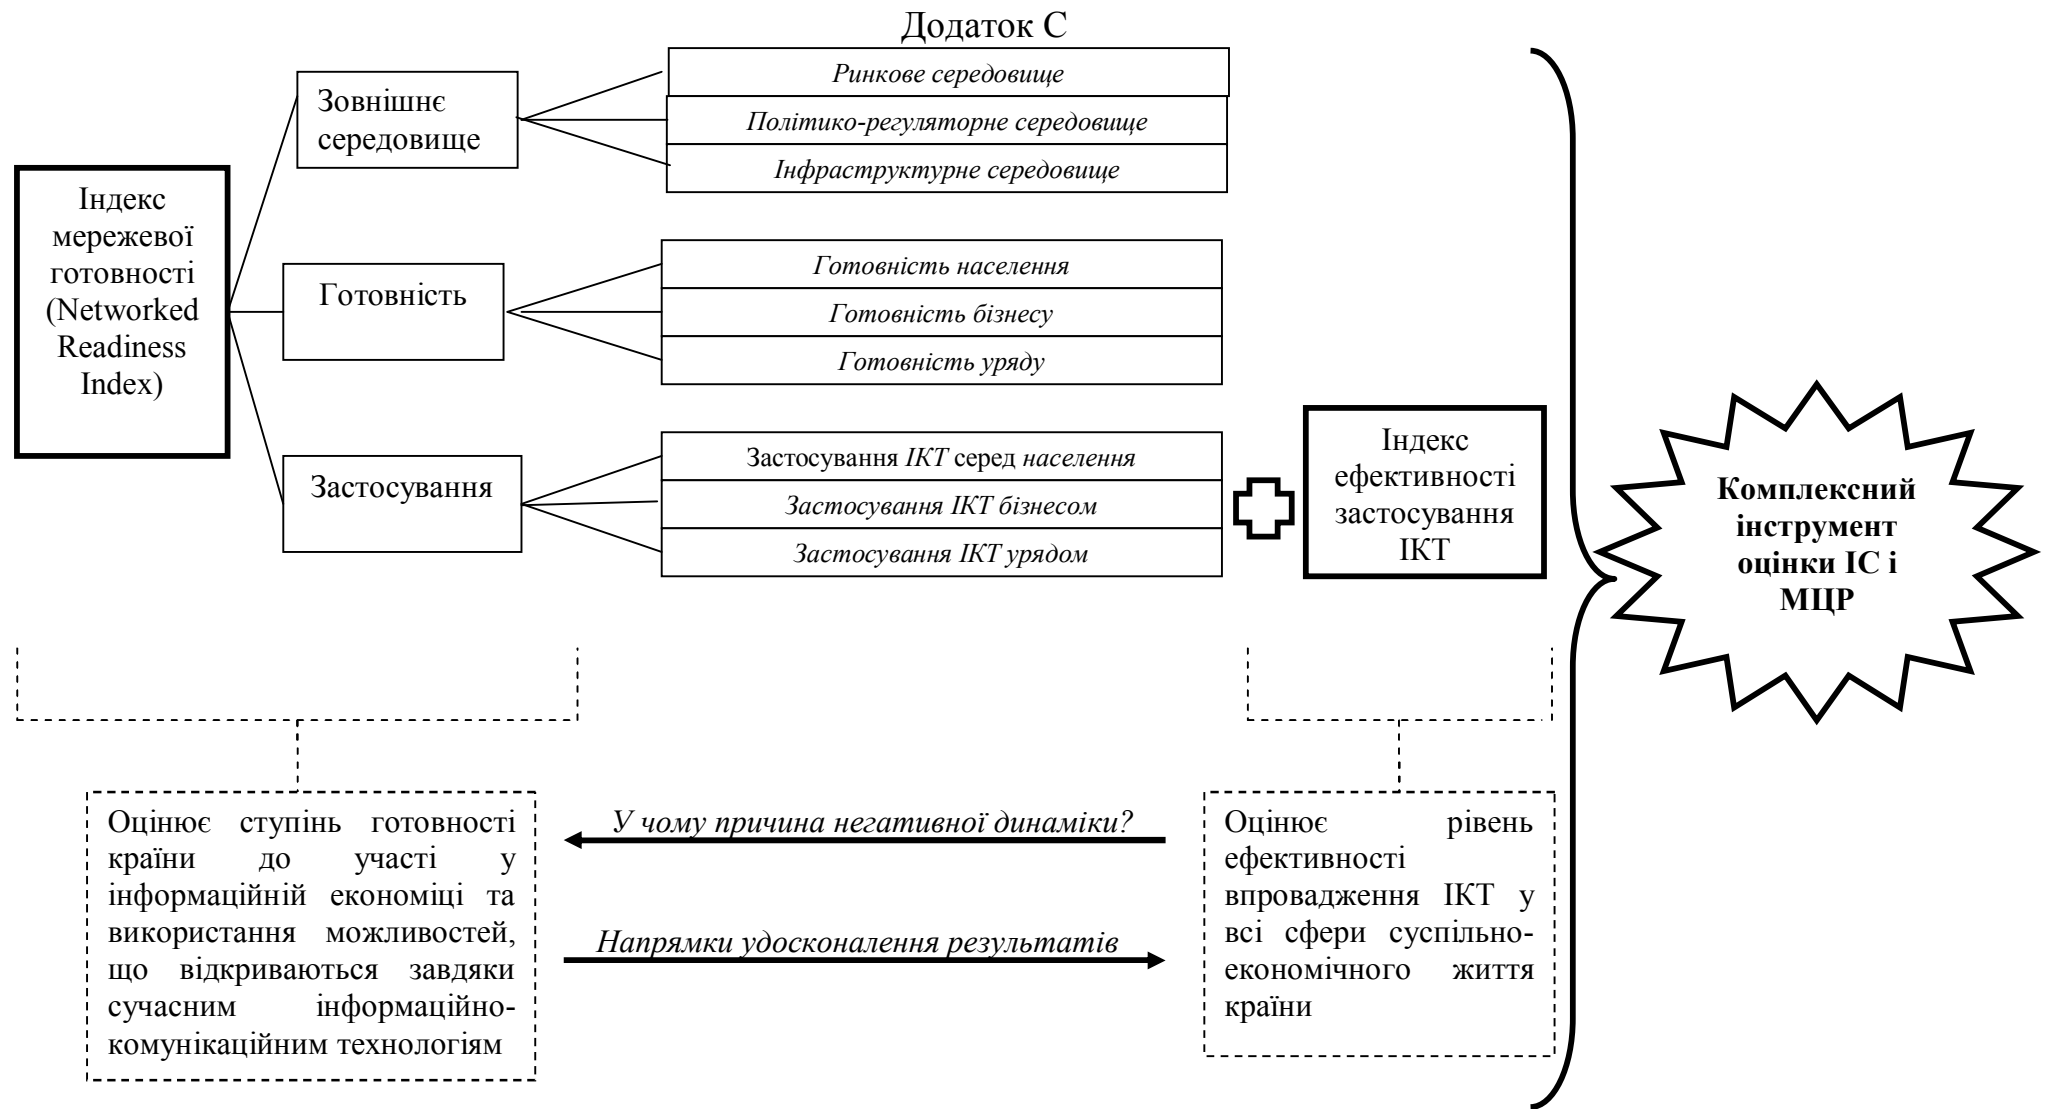 Додаток С
Індекс
мережевої
готовності
(Networked
Readiness
Index)
Зовнішнє
середовище
Ринкове середовище
Політико-регуляторне середовище
Інфраструктурне середовище
Готовність
Готовність населення
Готовність бізнесу
Готовність уряду
Застосування
Застосування ІКТ серед населення
Застосування ІКТ бізнесом
Застосування ІКТ урядом
Індекс
ефективності
застосування
ІКТ
Комплексний
інструмент
оцінки ІС і
МЦР
Оцінює ступінь готовності
країни до участі у
інформаційній економіці та
використання можливостей,
що відкриваються завдяки
сучасним інформаційно-
комунікаційним технологіям
У чому причина негативної динаміки?
Напрямки удосконалення результатів
Оцінює рівень
ефективності
впровадження ІКТ у
всі сфери суспільно-
економічного життя
країни